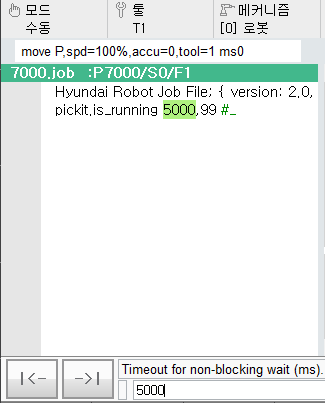 모드 툴 메커니즘
수동 T1 [0] 로봇
move P,spd=100%,accu=0,tool=1 ms0
7000.job :P7000/S0/F1
Hyundai Robot Job File; { version: 2.0,
pickit.is_running 5000,99 #_
|<- ->| Timeout for non-blocking wait (ms).
5000